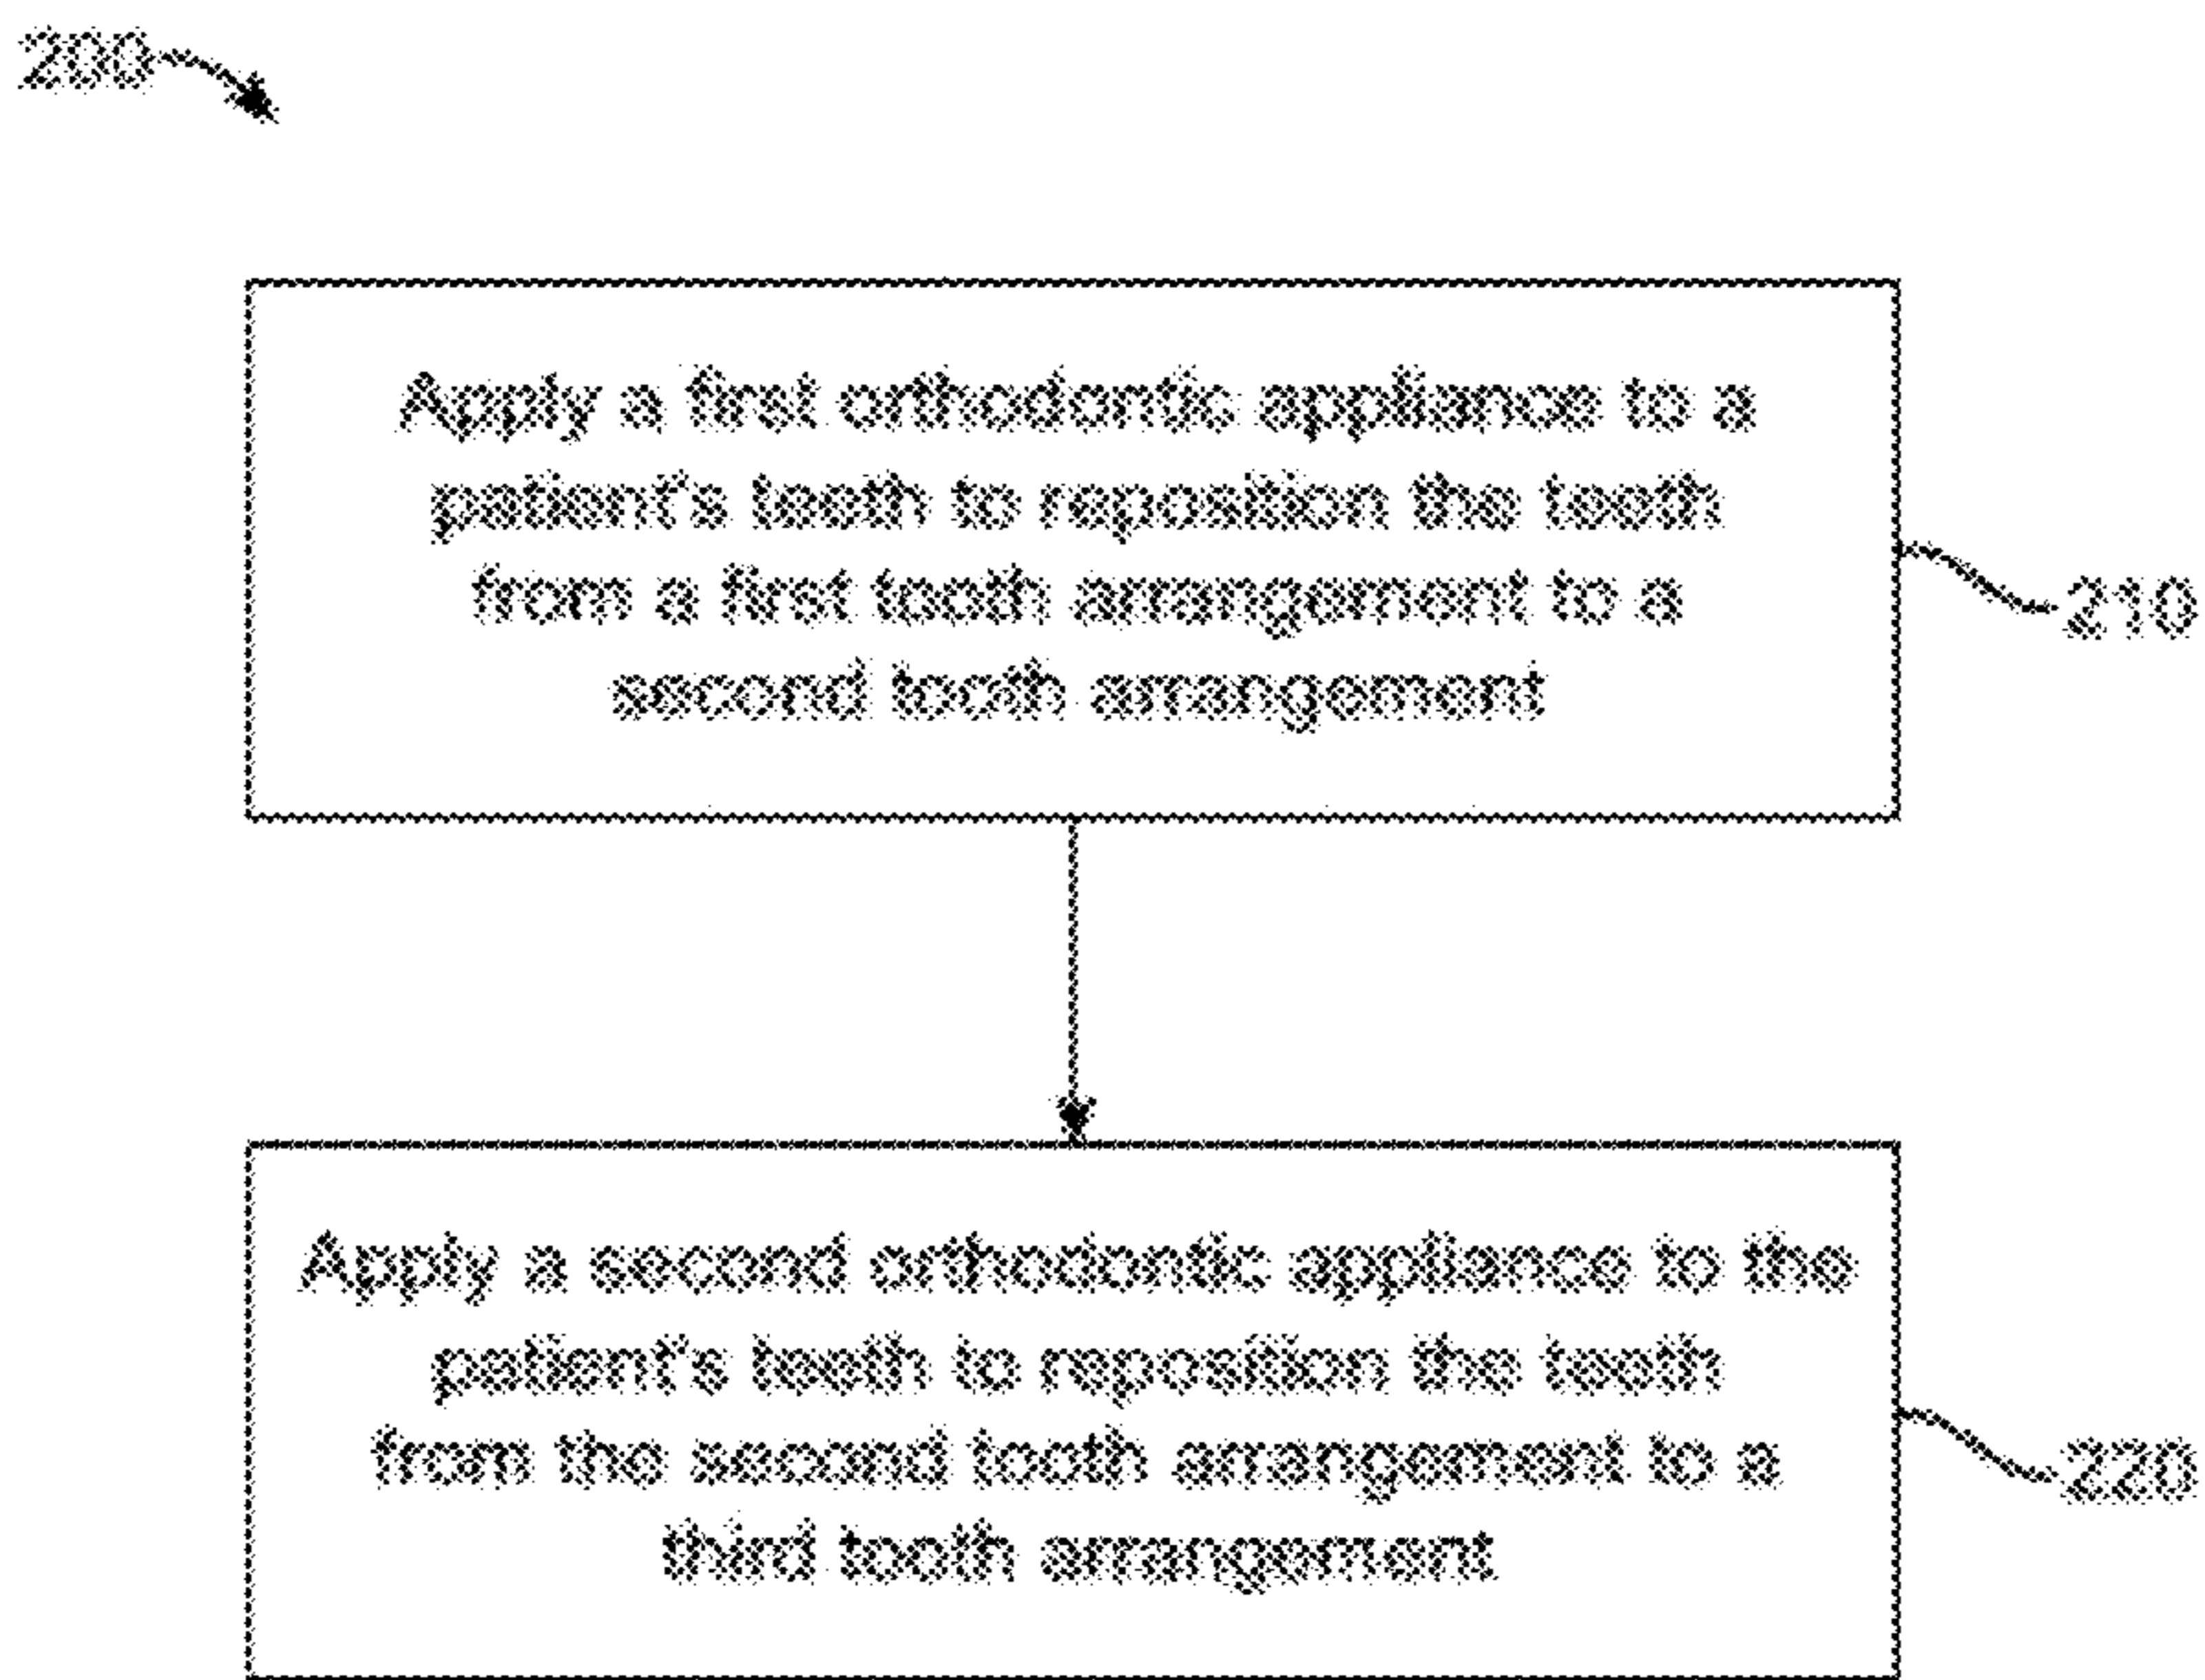 200
Apply a first orthodontic appliance to a
patient's teeth to reposition the teeth
from a first tooth arrangement to a
second tooth arrangement
210
Apply a second orthodontic appliance to the
patient's teeth to reposition the teeth
from the second tooth arrangement to a
third tooth arrangement
220